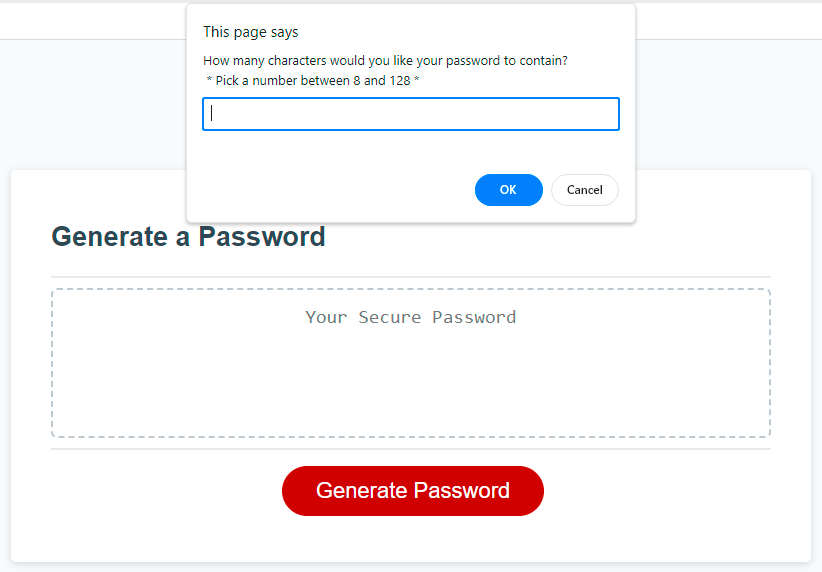 This page says
How many characters would you like your password to contain?
* Pick a number between 8 and 128 *
OK
Cancel
Generate a Password
Your Secure Password
Generate Password